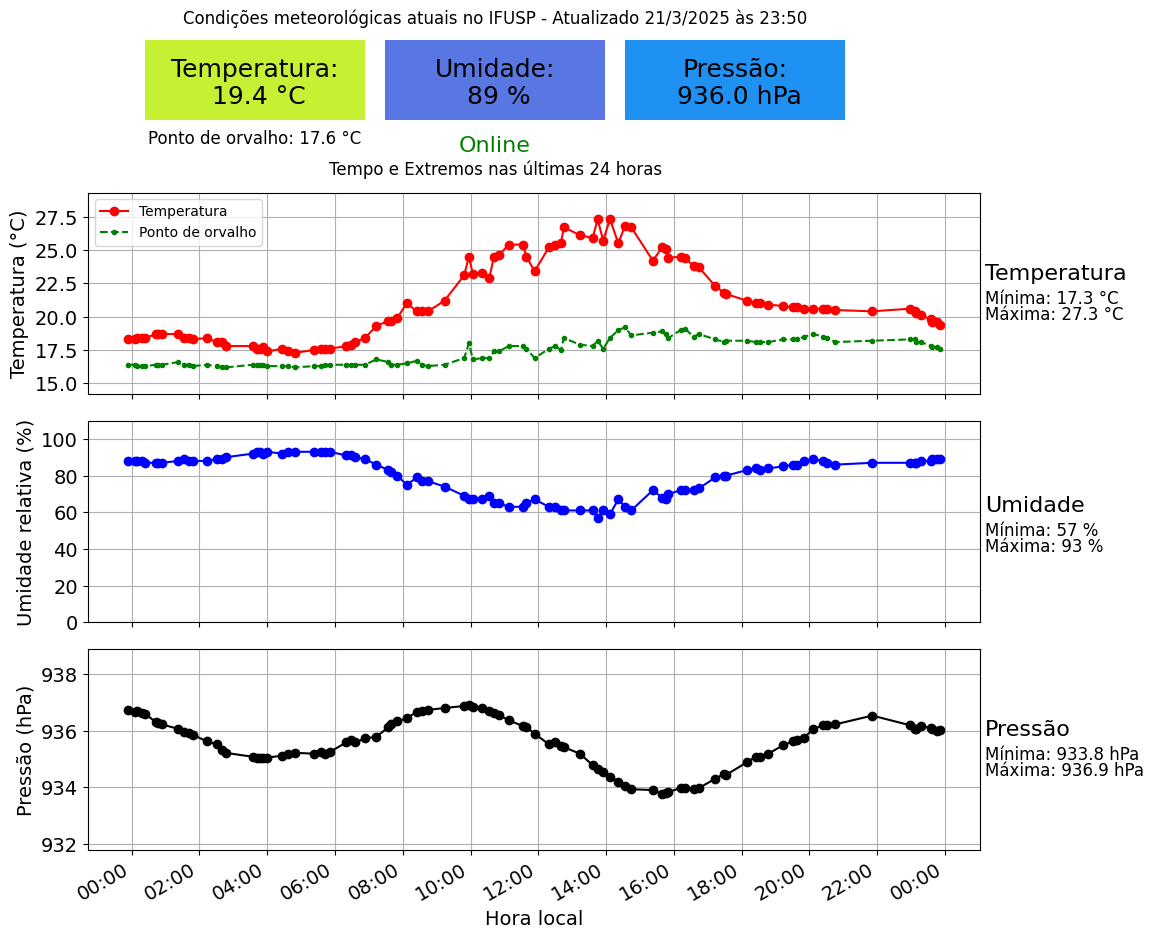 Condições meteorológicas atuais no IFUSP - Atualizado 21/3/2025 às 23:50
Temperatura:
19.4 °C
Umidade:
89 %
Pressão:
936.0 hPa
Ponto de orvalho: 17.6 °C
Online
Tempo e Extremos nas últimas 24 horas
Temperatura (°C)
27.5
25.0
22.5
20.0
17.5
15.0
Temperatura
Ponto de orvalho
Temperatura
Mínima: 17.3 °C
Máxima: 27.3 °C
Umidade relativa (%)
100
80
60
40
20
0
Umidade
Mínima: 57 %
Máxima: 93 %
Pressão (hPa)
938
936
934
932
Pressão
Mínima: 933.8 hPa
Máxima: 936.9 hPa
00:00 02:00 04:00 06:00 08:00 10:00 12:00 14:00 16:00 18:00 20:00 22:00 00:00
Hora local